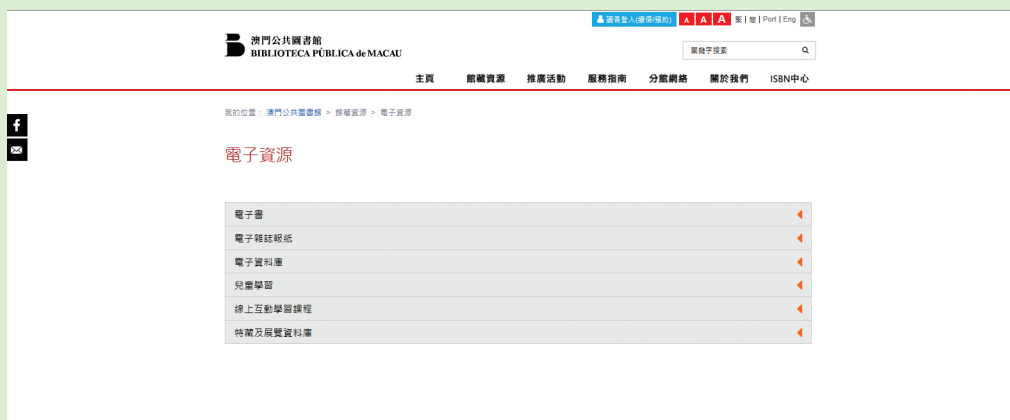 讀者登入(續借/預約) A A A 繁 | 簡 | Port | Eng
澳門公共圖書館
BIBLIOTECA PÚBLICA de MACAU
關鍵字搜索
主頁 館藏資源 推廣活動 服務指南 分館網絡 關於我們 ISBN中心
我的位置： 澳門公共圖書館 > 館藏資源 > 電子資源
電子資源
電子書
電子雜誌報紙
電子資料庫
兒童學習
線上互動學習課程
特藏及展覽資料庫